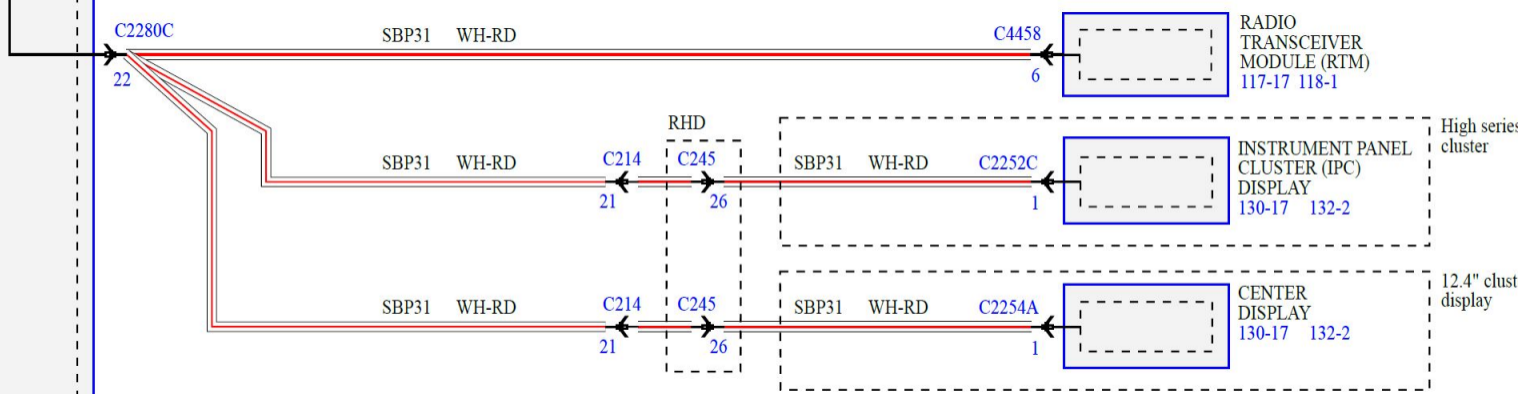 C2280C
22
SBP31 WH-RD
C4458
6
RADIO
TRANSCEIVER
MODULE (RTM)
117-17 118-1
RHD
SBP31 WH-RD
C214
21
C245
26
SBP31 WH-RD
C2252C
1
INSTRUMENT PANEL
CLUSTER (IPC)
DISPLAY
130-17 132-2
High series
cluster
SBP31 WH-RD
C214
21
C245
26
SBP31 WH-RD
C2254A
1
CENTER
DISPLAY
130-17 132-2
12.4" clust
display